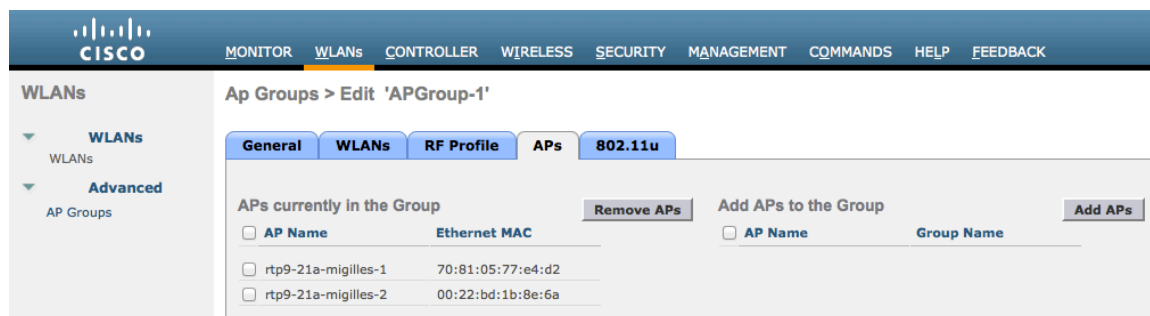 CISCO MONITOR WLANs CONTROLLER WIRELESS SECURITY MANAGEMENT COMMANDS HELP FEEDBACK
WLANs
WLANs
WLANs
Advanced
AP Groups
Ap Groups > Edit 'APGroup-1'
General WLANs RF Profile APs 802.11u
APs currently in the Group Remove APs
AP Name Ethernet MAC
rtp9-21a-migilles-1 70:81:05:77:e4:d2
rtp9-21a-migilles-2 00:22:bd:1b:8e:6a
Add APs to the Group Add APs
AP Name Group Name